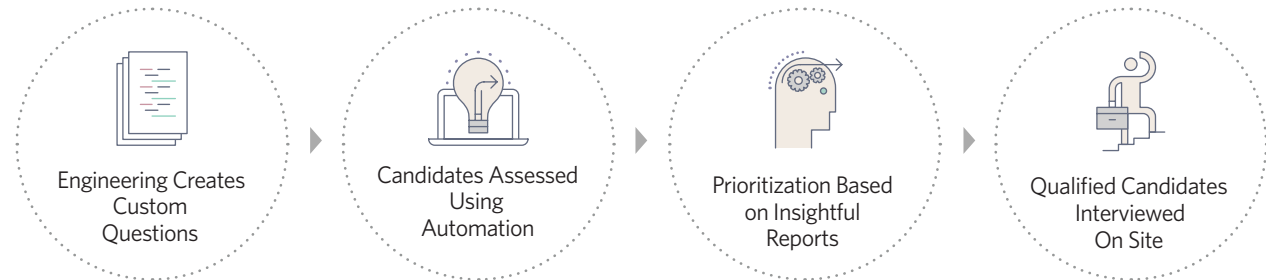 Engineering Creates
Custom
Questions
Candidates Assessed
Using
Automation
Prioritization Based
on Insightful
Reports
Qualified Candidates
Interviewed
On Site